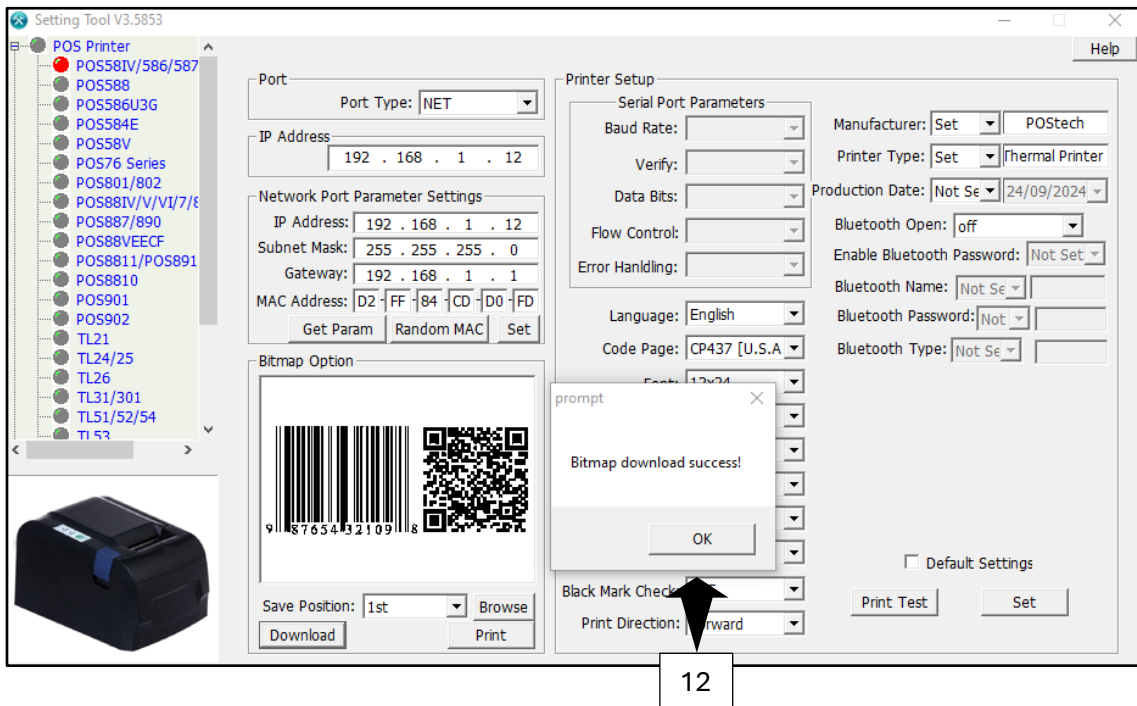 Setting Tool V3.5853
Help
POS Printer
POS58IV/586/587
POS588
POS586U3G
POS584E
POS58V
POS76 Series
POS801/802
POS88IV/V/VI/7/8
POS887/890
POS88VEECF
POS8811/POS891
POS8810
POS901
POS902
TL21
TL24/25
TL26
TL31/301
TL51/52/54
TL53
Port
Port Type: NET
IP Address
192 . 168 . 1 . 12
Network Port Parameter Settings
IP Address: 192 . 168 . 1 . 12
Subnet Mask: 255 . 255 . 255 . 0
Gateway: 192 . 168 . 1 . 1
MAC Address: D2 - FF - 84 - CD - D0 - FD
Get Param Random MAC Set
Bitmap Option
9 87654 32109 8
Save Position: 1st Browse
Download Print
Printer Setup
Serial Port Parameters
Baud Rate:
Verify:
Data Bits:
Flow Control:
Error Hanlding:
Language: English
Code Page: CP437 [U.S.A
Font: 12x24
prompt
Bitmap download success!
OK
Black Mark Check:
Print Direction: Forward
Manufacturer: Set POStech
Printer Type: Set Thermal Printer
Production Date: Not Se 24/09/2024
Bluetooth Open: off
Enable Bluetooth Password: Not Set
Bluetooth Name: Not Se
Bluetooth Password: Not
Bluetooth Type: Not Se
Default Settings
Print Test Set
12